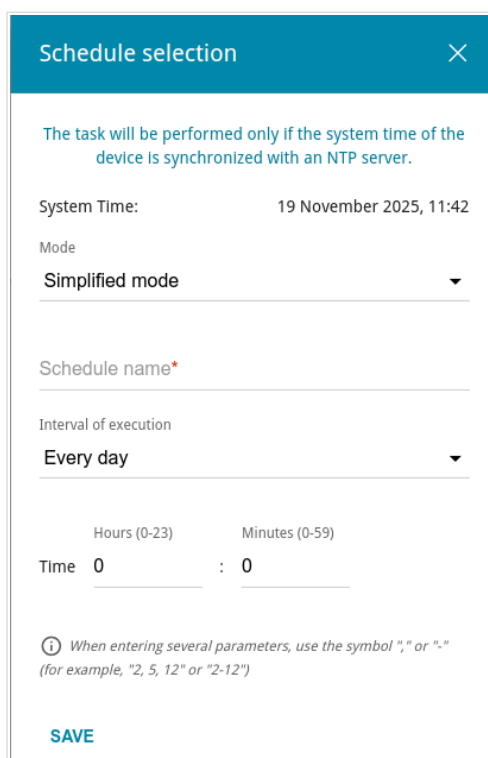 Schedule selection
The task will be performed only if the system time of the
device is synchronized with an NTP server.
System Time: 19 November 2025, 11:42
Mode
Simplified mode
Schedule name*
Interval of execution
Every day
Hours (0-23) Minutes (0-59)
Time 0 : 0
When entering several parameters, use the symbol "," or "-"
(for example, "2, 5, 12" or "2-12")
SAVE